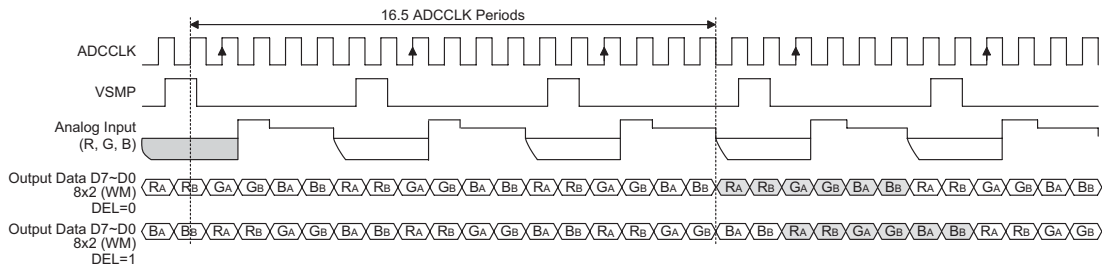 16.5 ADCCLK Periods
ADCCLK
VSMP
Analog Input
(R, G, B)
Output Data D7~D0
8x2 (WM)
DEL=0
RA RB GA GB BA BB RA RB GA GB BA BB RA RB GA GB BA BB RA RB GA GB BA BB RA RB GA GB BA BB
Output Data D7~D0
8x2 (WM)
DEL=1
BA BB RA RB GA GB BA BB RA RB GA GB BA BB RA RB GA GB BA BB RA RB GA GB BA BB RA RB GA GB